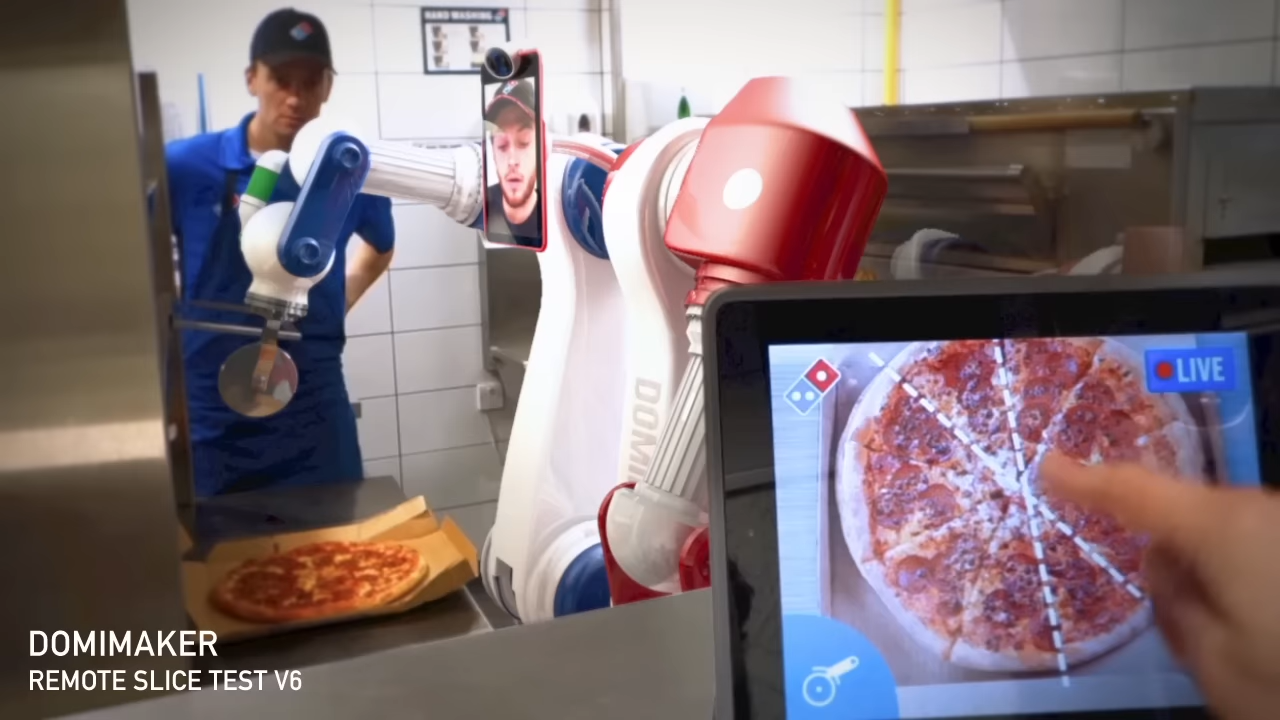 HAND WASHING
DOMI
LIVE
DOMIMAKER
REMOTE SLICE TEST V6